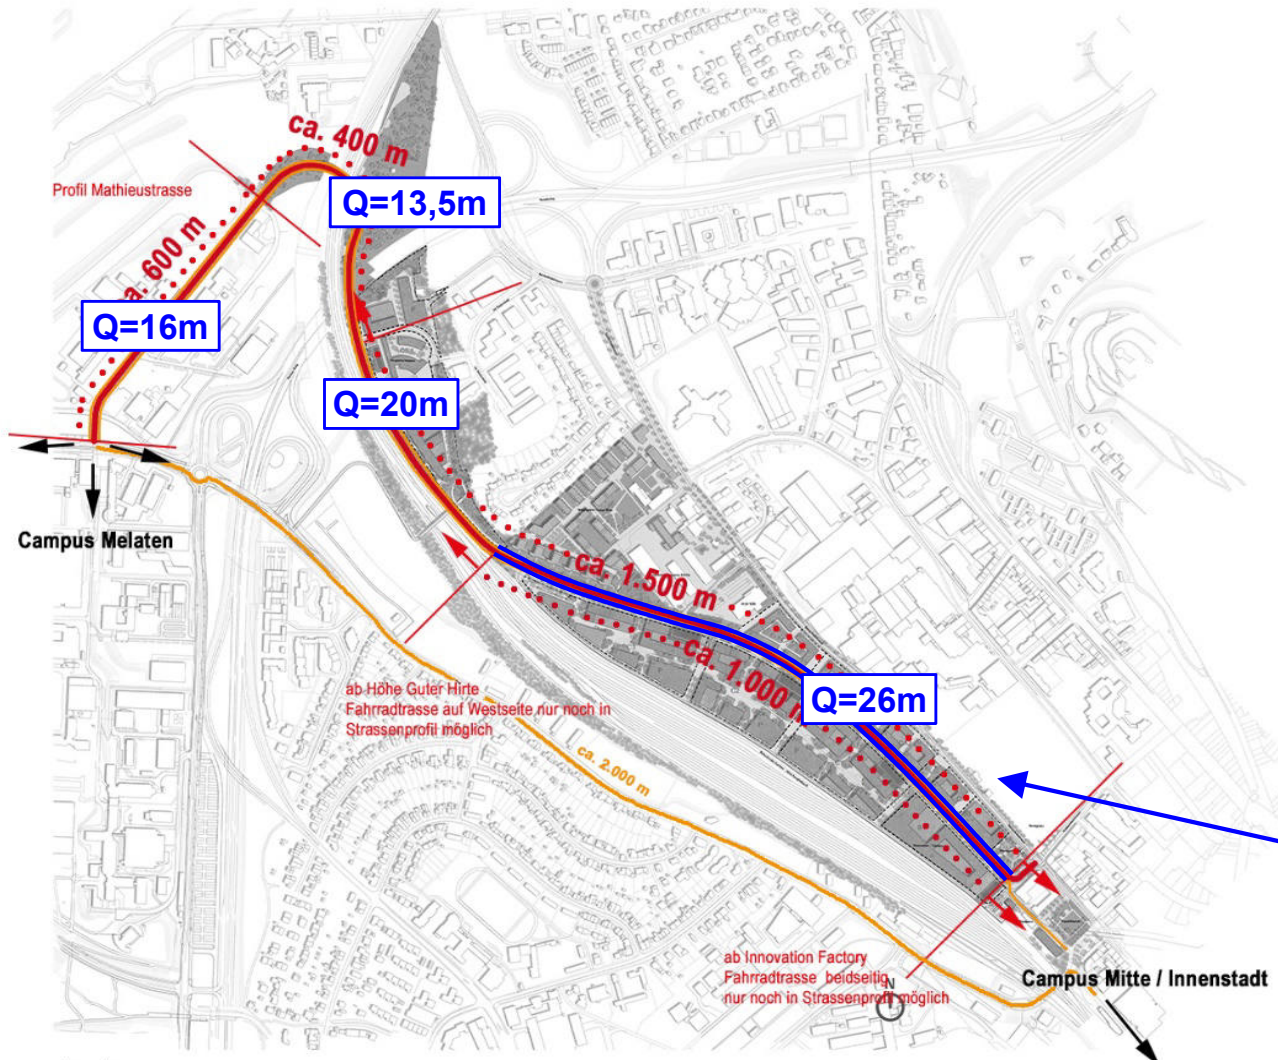 ca. 400 m
Profil Mathieustrasse
Q=13,5m
a. 600 m
Q=16m
Q=20m
Campus Melaten
ca. 1.500 m
ca. 1.000 m
Q=26m
ab Höhe Guter Hirte
Fahrradtrasse auf Westseite nur noch in
Strassenprofil möglich
ca. 2.000 m
ab Innovation Factory
Fahrradtrasse beidseitig
nur noch in Strassenprofil möglich
N
Campus Mitte / Innenstadt